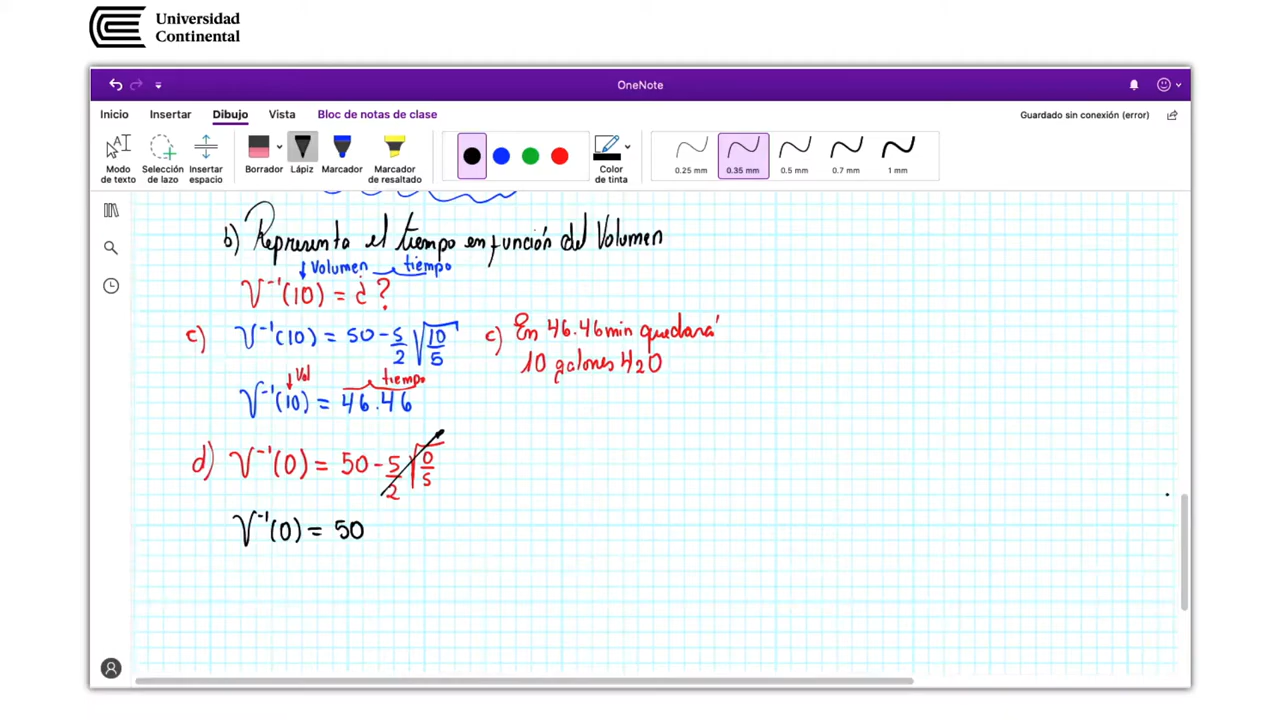 Universidad
Continental
OneNote
Inicio Insertar Dibujo Vista Bloc de notas de clase
Guardado sin conexión (error)
Modo de texto
Selección de lazo
Insertar espacio
Borrador
Lápiz
Marcador
Marcador de resaltado
Color de tinta
0.25 mm 0.35 mm 0.5 mm 0.7 mm 1 mm
b) Representa el tiempo en función del Volumen
↓ Volumen tiempo
V⁻¹(10) = ¿?
c) V⁻¹(10) = 50 - 5/2 √(10/5)
↓ Vol tiempo
V⁻¹(10) = 46.46
c) En 46.46min quedará
10 galones H2O
d) V⁻¹(0) = 50 - 5/2 √(0/5)
V⁻¹(0) = 50